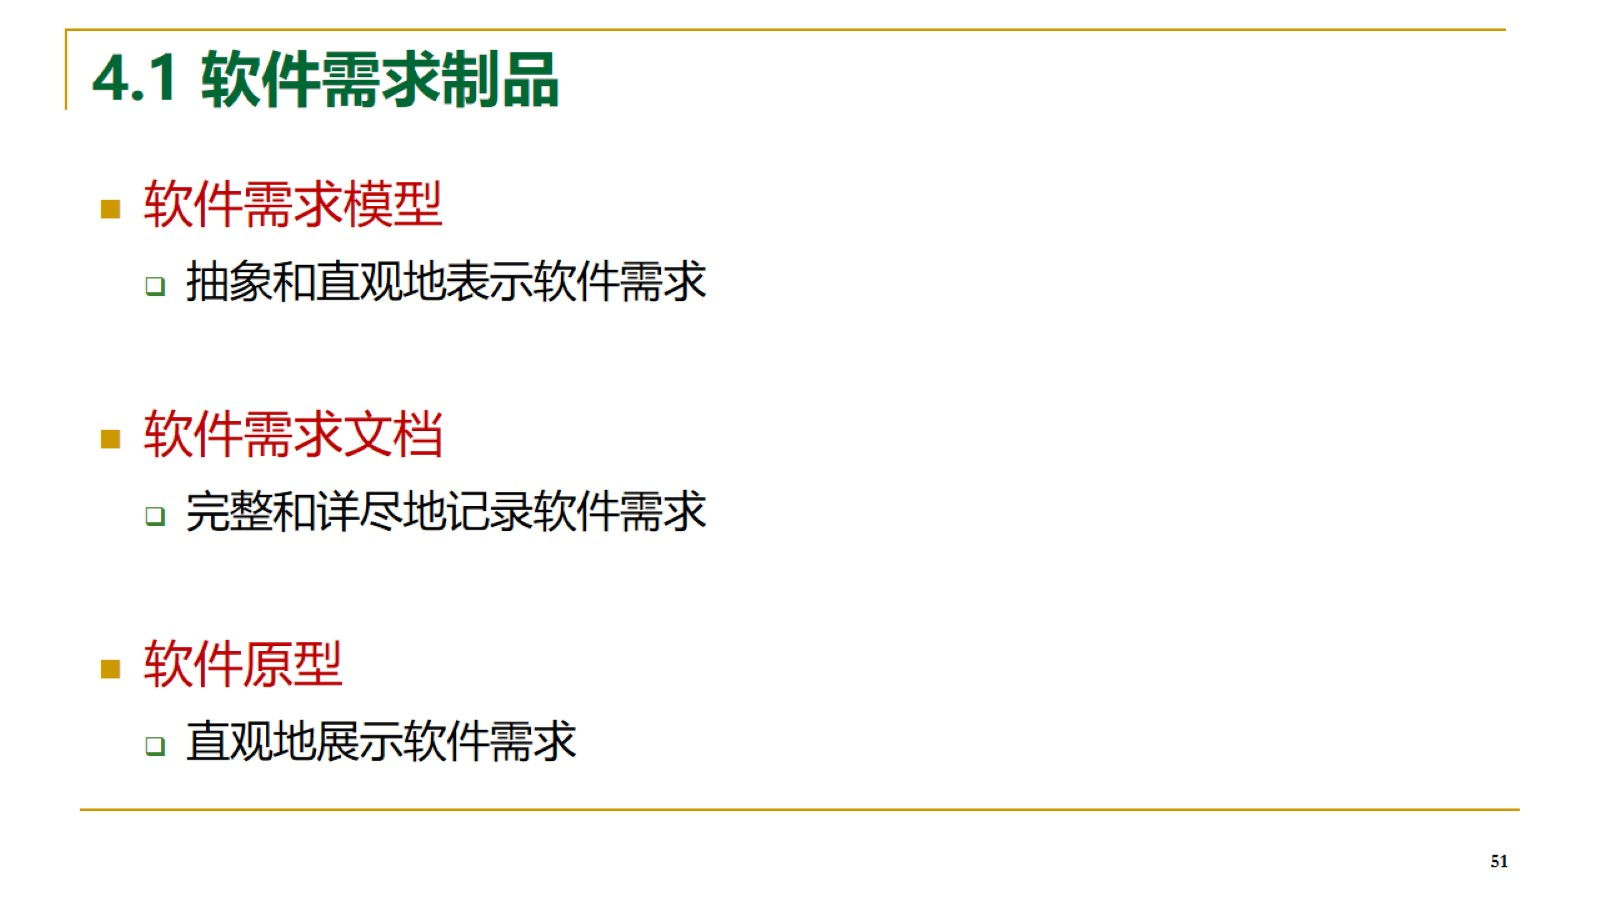 4.1 软件需求制品
软件需求模型
抽象和直观地表示软件需求
软件需求文档
完整和详尽地记录软件需求
软件原型
直观地展示软件需求
51